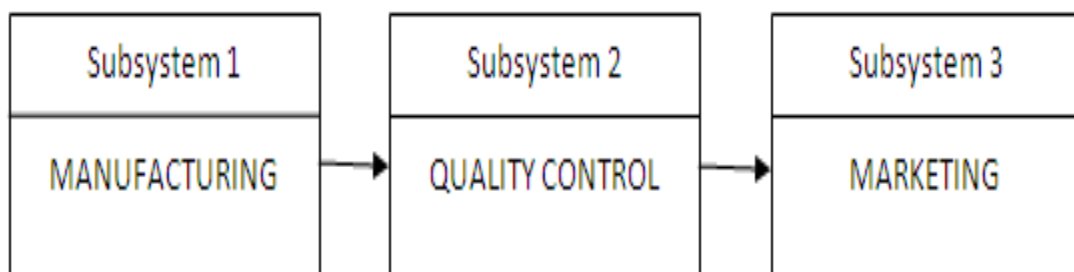 Subsystem 1
MANUFACTURING
Subsystem 2
QUALITY CONTROL
Subsystem 3
MARKETING